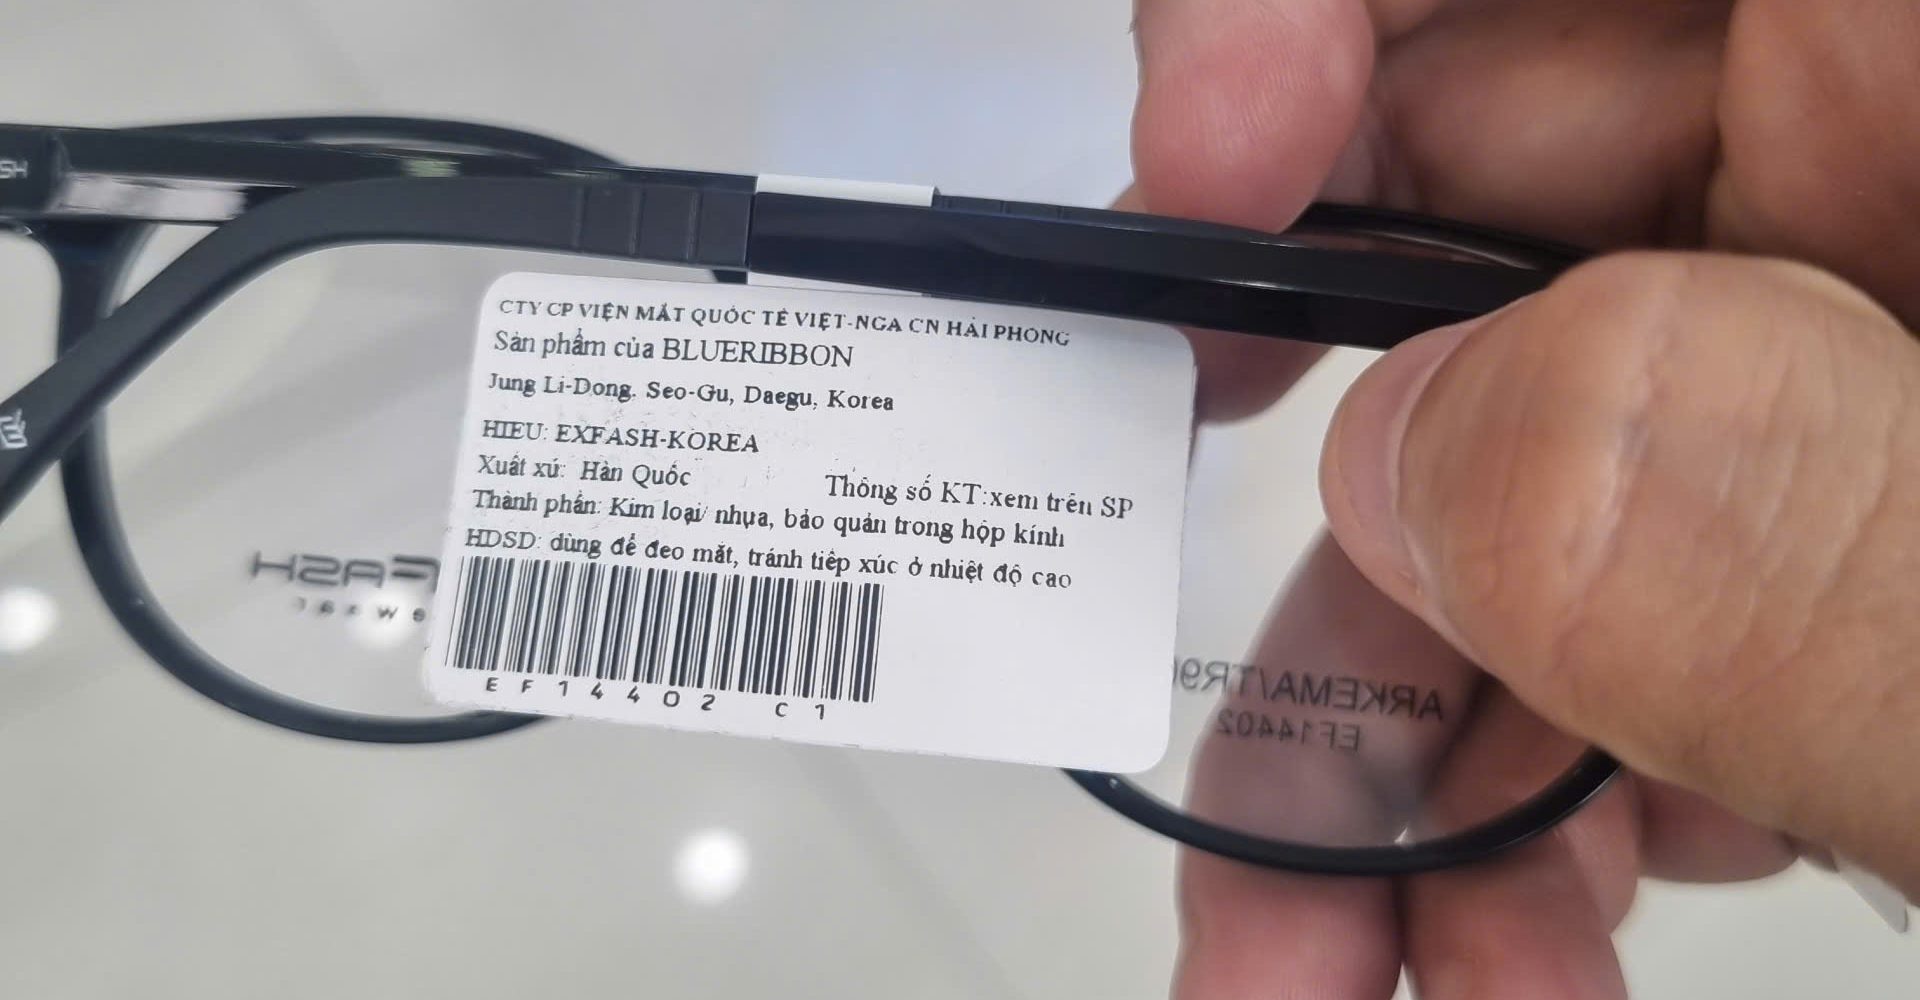 CTY CP VIỆN MẮT QUỐC TẾ VIỆT-NGA CN HẢI PHONG
Sản phẩm của BLUERIBBON
Jung Li-Dong. Seo-Gu, Daegu, Korea
HIEU: EXFASH-KOREA
Xuất xứ: Hàn Quốc
Thông số KT:xem trên SP
Thành phần: Kim loại/ nhựa, bảo quản trong hộp kính
HDSD: dùng để đeo mắt, tránh tiếp xúc ở nhiệt độ cao
EF14402 C1
FASH
ARKEMA/TR90
EF14402